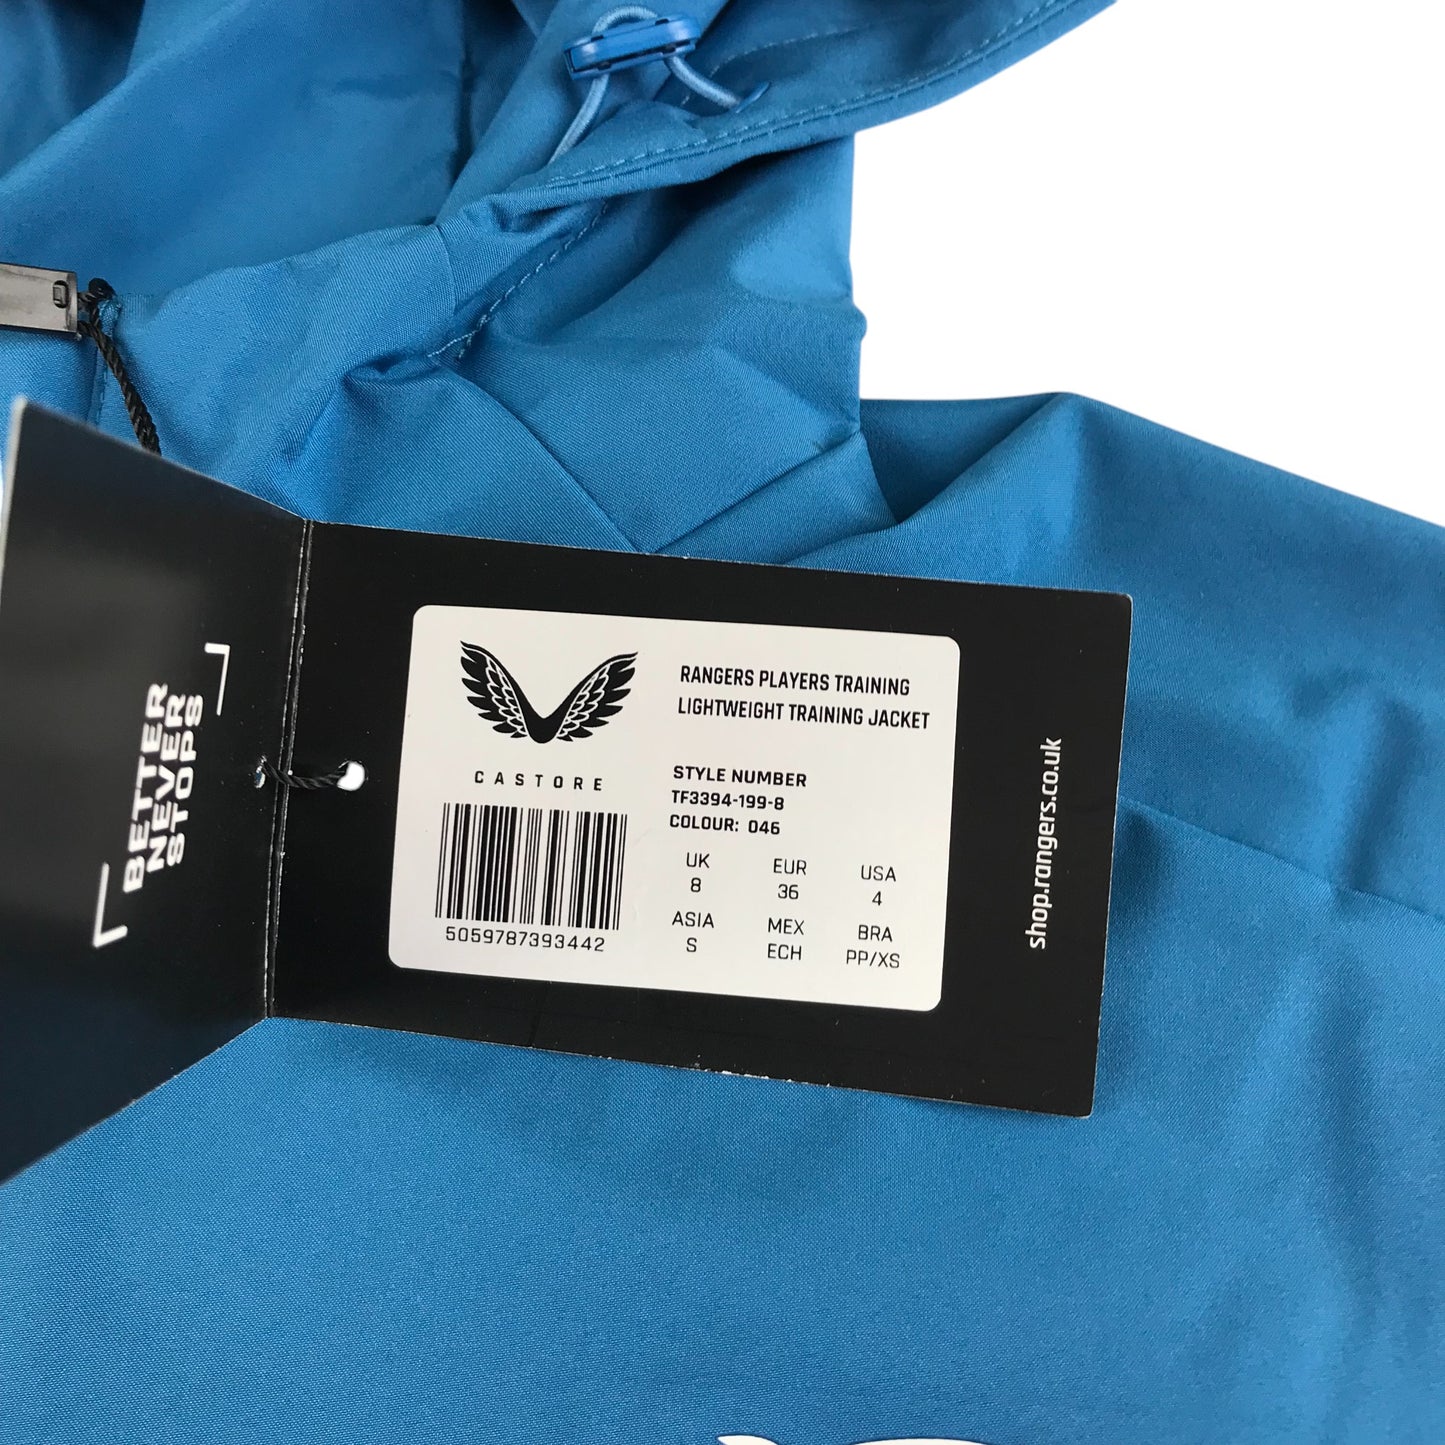 BETTER
NEVER
STOPS
CASTORE
5059787393442
RANGERS PLAYERS TRAINING
LIGHTWEIGHT TRAINING JACKET
STYLE NUMBER
TF3394-199-8
COLOUR: 046
UK EUR USA
8 36 4
ASIA MEX BRA
S ECH PP/XS
shop.rangers.co.uk